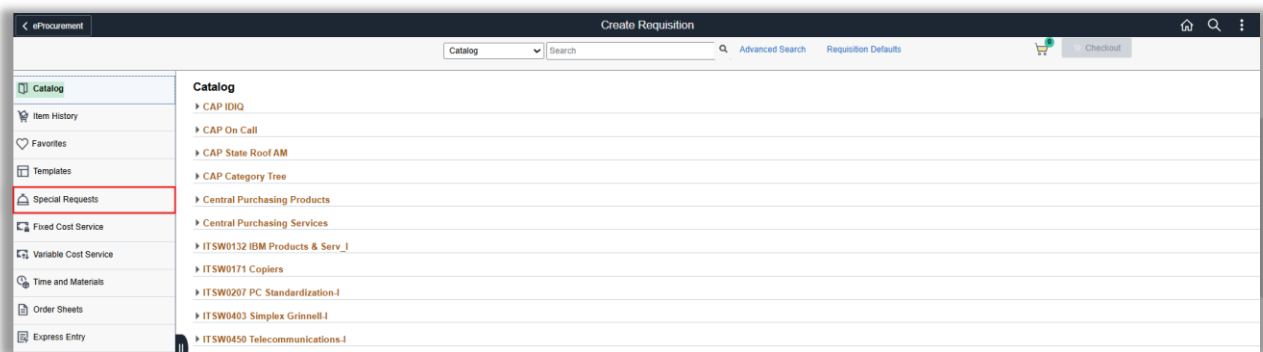 eProcurement
Create Requisition
Catalog
Search
Advanced Search
Requisition Defaults
0
Checkout
Catalog
Item History
Favorites
Templates
Special Requests
Fixed Cost Service
Variable Cost Service
Time and Materials
Order Sheets
Express Entry
Catalog
CAP IDIQ
CAP On Call
CAP State Roof AM
CAP Category Tree
Central Purchasing Products
Central Purchasing Services
ITSW0132 IBM Products & Serv_I
ITSW0171 Copiers
ITSW0207 PC Standardization-I
ITSW0403 Simplex Grinnell-I
ITSW0450 Telecommunications-I